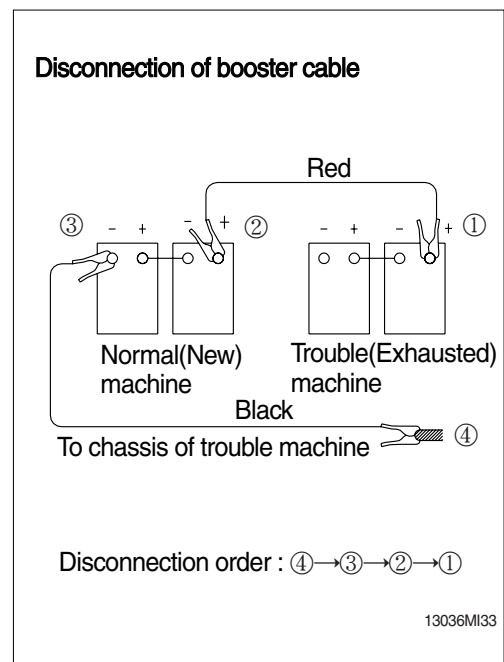 Disconnection of booster cable
Red
③ - + - + ② - + - + ①
Normal(New)
machine
Trouble(Exhausted)
machine
Black
To chassis of trouble machine ④
Disconnection order : ④→③→②→①
13036MI33